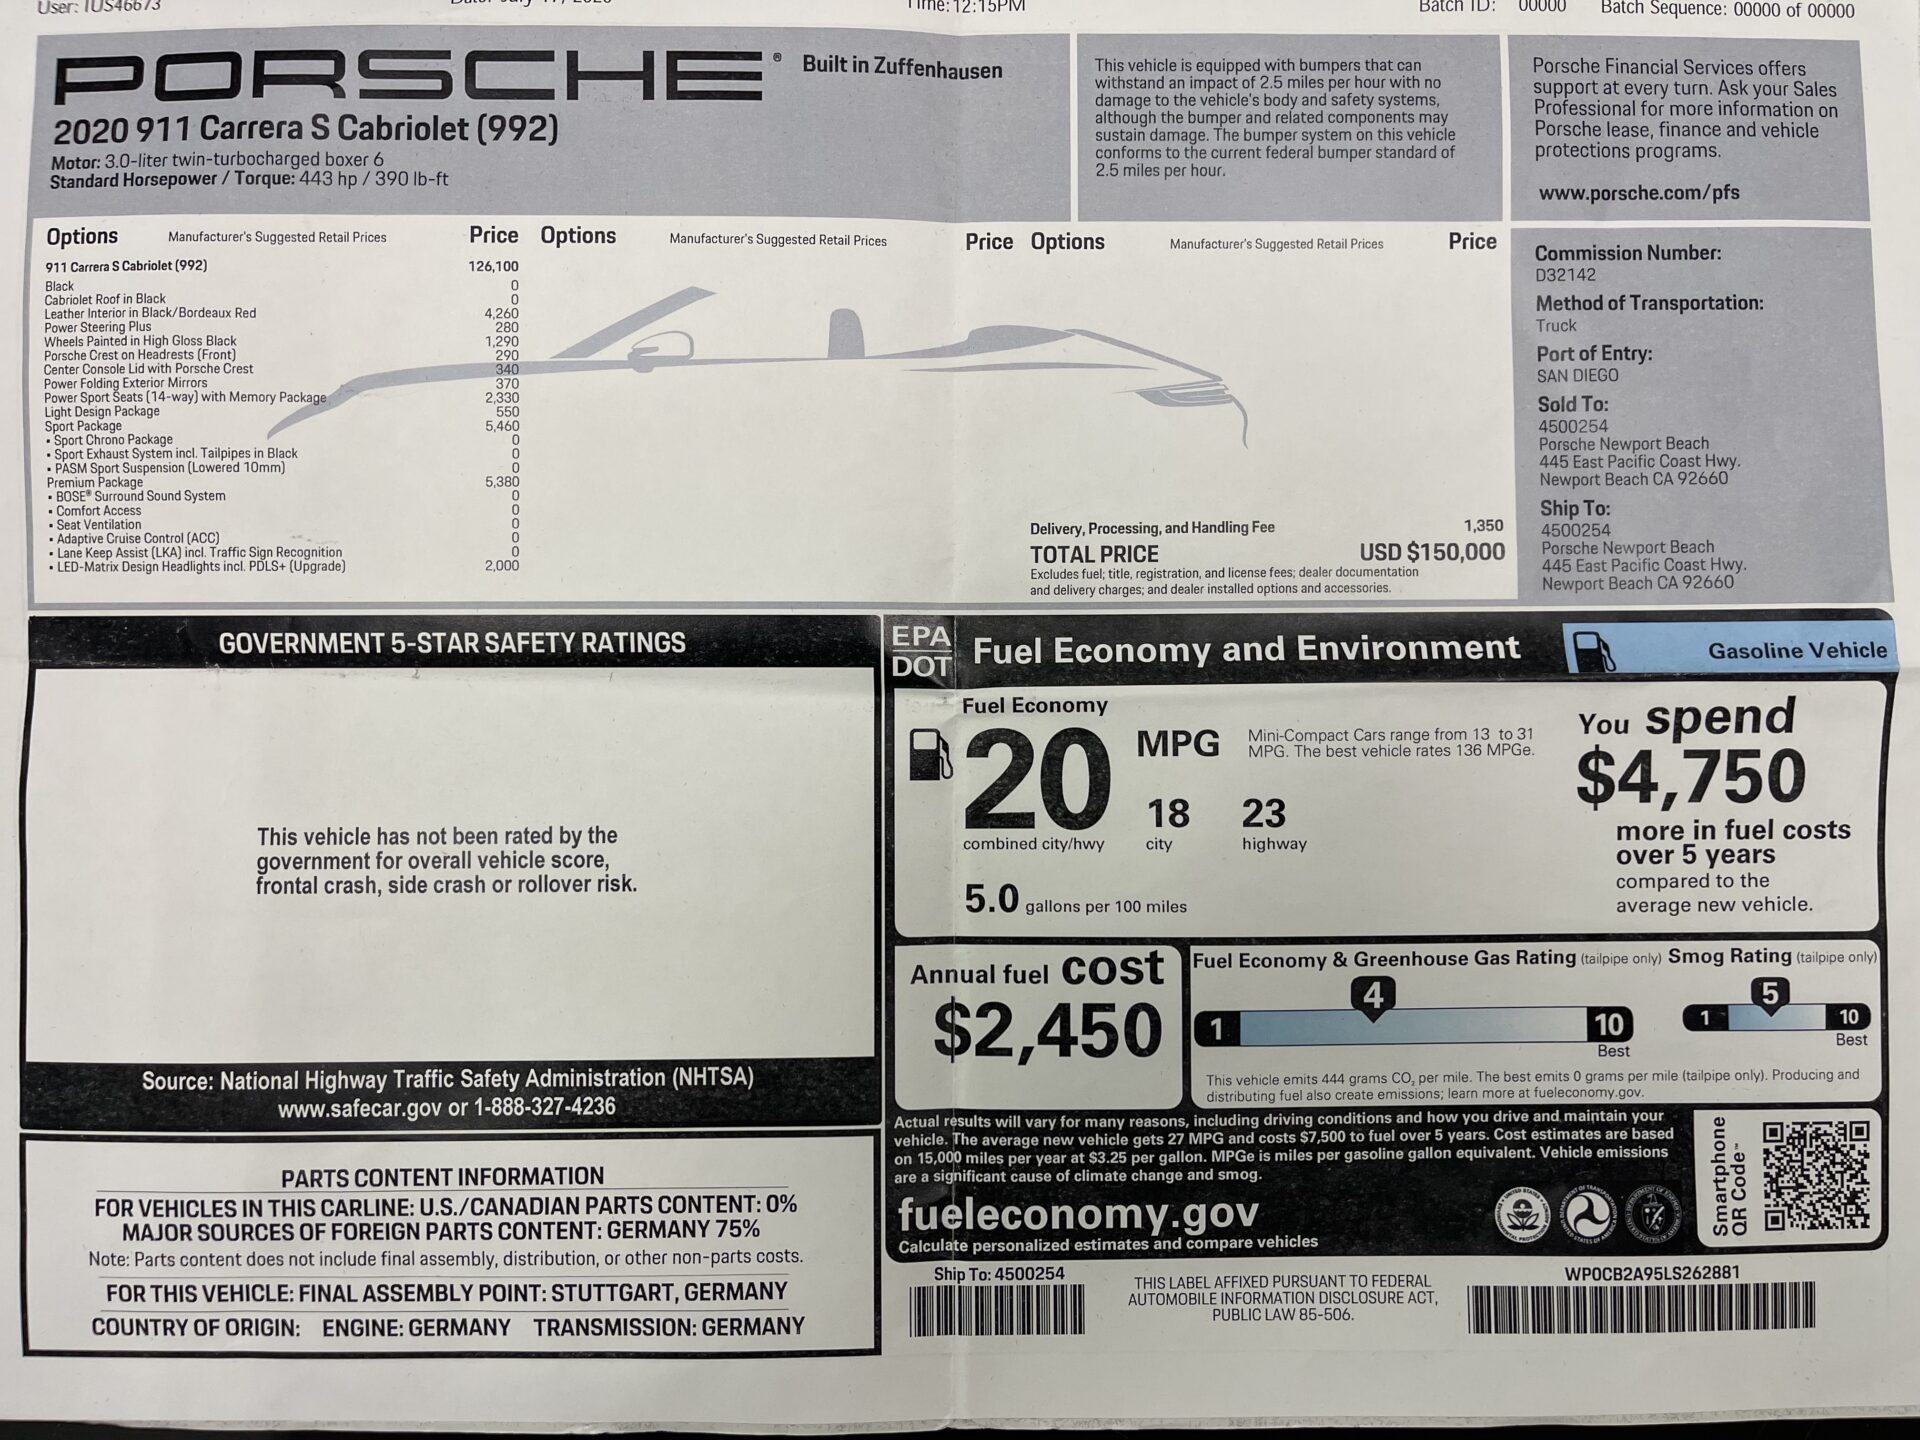 User: IUS46673
Time: 12:15PM
Batch ID: 00000
Batch Sequence: 00000 of 00000
PORSCHE®
Built in Zuffenhausen
2020 911 Carrera S Cabriolet (992)
Motor: 3.0-liter twin-turbocharged boxer 6
Standard Horsepower / Torque: 443 hp / 390 lb-ft
This vehicle is equipped with bumpers that can
withstand an impact of 2.5 miles per hour with no
damage to the vehicle's body and safety systems,
although the bumper and related components may
sustain damage. The bumper system on this vehicle
conforms to the current federal bumper standard of
2.5 miles per hour.
Porsche Financial Services offers
support at every turn. Ask your Sales
Professional for more information on
Porsche lease, finance and vehicle
protections programs.
www.porsche.com/pfs
Options Manufacturer's Suggested Retail Prices Price
Options Manufacturer's Suggested Retail Prices Price
Options Manufacturer's Suggested Retail Prices Price
911 Carrera S Cabriolet (992) 126,100
Black 0
Cabriolet Roof in Black 0
Leather Interior in Black/Bordeaux Red 4,260
Power Steering Plus 280
Wheels Painted in High Gloss Black 1,290
Porsche Crest on Headrests (Front) 290
Center Console Lid with Porsche Crest 340
Power Folding Exterior Mirrors 370
Power Sport Seats (14-way) with Memory Package 2,330
Light Design Package 550
Sport Package 5,460
• Sport Chrono Package 0
• Sport Exhaust System incl. Tailpipes in Black 0
• PASM Sport Suspension (Lowered 10mm) 0
Premium Package 5,380
• BOSE® Surround Sound System 0
• Comfort Access 0
• Seat Ventilation 0
• Adaptive Cruise Control (ACC) 0
• Lane Keep Assist (LKA) incl. Traffic Sign Recognition 0
• LED-Matrix Design Headlights incl. PDLS+ (Upgrade) 2,000
Delivery, Processing, and Handling Fee 1,350
TOTAL PRICE USD $150,000
Excludes fuel; title, registration, and license fees; dealer documentation
and delivery charges; and dealer installed options and accessories.
Commission Number:
D32142
Method of Transportation:
Truck
Port of Entry:
SAN DIEGO
Sold To:
4500254
Porsche Newport Beach
445 East Pacific Coast Hwy.
Newport Beach CA 92660
Ship To:
4500254
Porsche Newport Beach
445 East Pacific Coast Hwy.
Newport Beach CA 92660
GOVERNMENT 5-STAR SAFETY RATINGS
This vehicle has not been rated by the
government for overall vehicle score,
frontal crash, side crash or rollover risk.
Source: National Highway Traffic Safety Administration (NHTSA)
www.safecar.gov or 1-888-327-4236
PARTS CONTENT INFORMATION
FOR VEHICLES IN THIS CARLINE: U.S./CANADIAN PARTS CONTENT: 0%
MAJOR SOURCES OF FOREIGN PARTS CONTENT: GERMANY 75%
Note: Parts content does not include final assembly, distribution, or other non-parts costs.
FOR THIS VEHICLE: FINAL ASSEMBLY POINT: STUTTGART, GERMANY
COUNTRY OF ORIGIN: ENGINE: GERMANY TRANSMISSION: GERMANY
EPA
DOT
Fuel Economy and Environment
Gasoline Vehicle
Fuel Economy
20 MPG
combined city/hwy
18
city
23
highway
5.0 gallons per 100 miles
Mini-Compact Cars range from 13 to 31
MPG. The best vehicle rates 136 MPGe.
You spend
$4,750
more in fuel costs
over 5 years
compared to the
average new vehicle.
Annual fuel cost
$2,450
Fuel Economy & Greenhouse Gas Rating (tailpipe only)
4
1
10
Best
Smog Rating (tailpipe only)
5
1
10
Best
This vehicle emits 444 grams CO₂ per mile. The best emits 0 grams per mile (tailpipe only). Producing and
distributing fuel also create emissions; learn more at fueleconomy.gov.
Actual results will vary for many reasons, including driving conditions and how you drive and maintain your
vehicle. The average new vehicle gets 27 MPG and costs $7,500 to fuel over 5 years. Cost estimates are based
on 15,000 miles per year at $3.25 per gallon. MPGe is miles per gasoline gallon equivalent. Vehicle emissions
are a significant cause of climate change and smog.
fueleconomy.gov
Calculate personalized estimates and compare vehicles
Smartphone
QR Code™
Ship To: 4500254
THIS LABEL AFFIXED PURSUANT TO FEDERAL
AUTOMOBILE INFORMATION DISCLOSURE ACT,
PUBLIC LAW 85-506.
WP0CB2A95LS262881